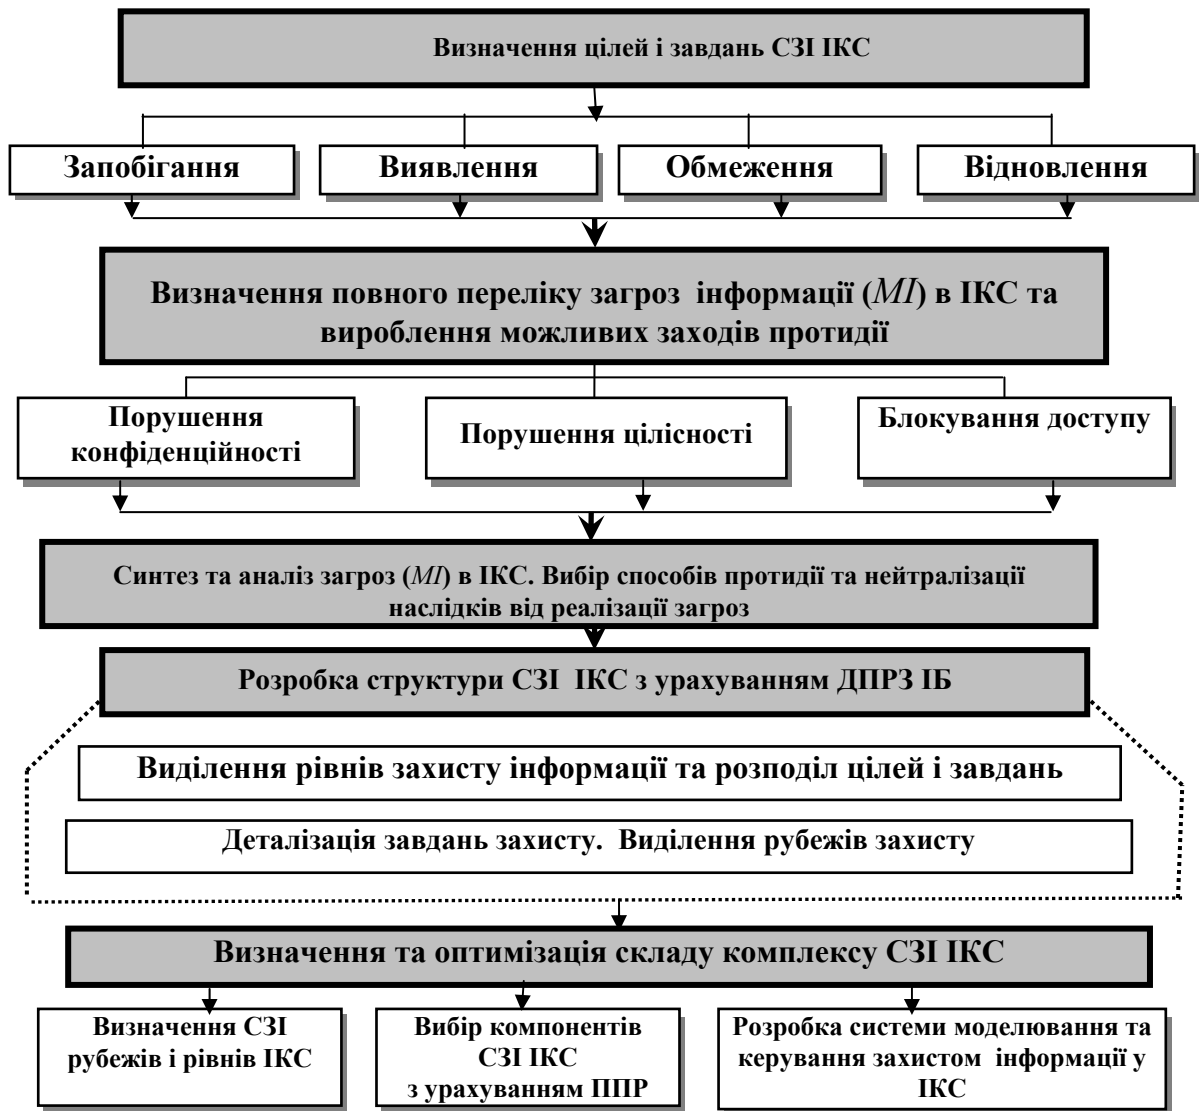 Визначення цілей і завдань СЗІ ІКС
Запобігання
Виявлення
Обмеження
Відновлення
Визначення повного переліку загроз інформації (MI) в ІКС та
вироблення можливих заходів протидії
Порушення
конфіденційності
Порушення цілісності
Блокування доступу
Синтез та аналіз загроз (MI) в ІКС. Вибір способів протидії та нейтралізації
наслідків від реалізації загроз
Розробка структури СЗІ ІКС з урахуванням ДПРЗ ІБ
Виділення рівнів захисту інформації та розподіл цілей і завдань
Деталізація завдань захисту. Виділення рубежів захисту
Визначення та оптимізація складу комплексу СЗІ ІКС
Визначення СЗІ
рубежів і рівнів ІКС
Вибір компонентів
СЗІ ІКС
з урахуванням ППР
Розробка системи моделювання та
керування захистом інформації у
ІКС